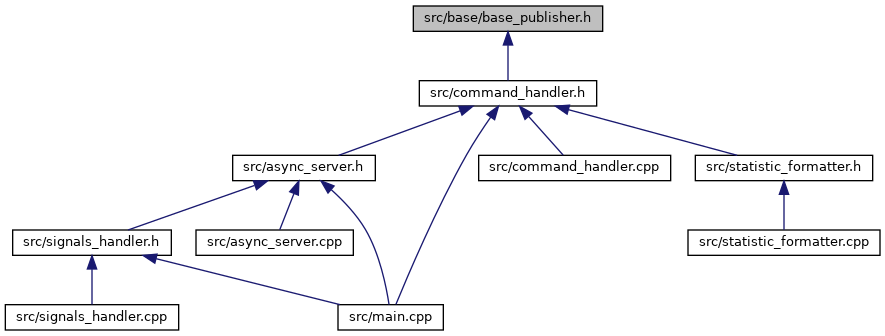 src/base/base_publisher.h
src/command_handler.h
src/async_server.h
src/command_handler.cpp
src/statistic_formatter.h
src/signals_handler.h
src/async_server.cpp
src/statistic_formatter.cpp
src/signals_handler.cpp
src/main.cpp